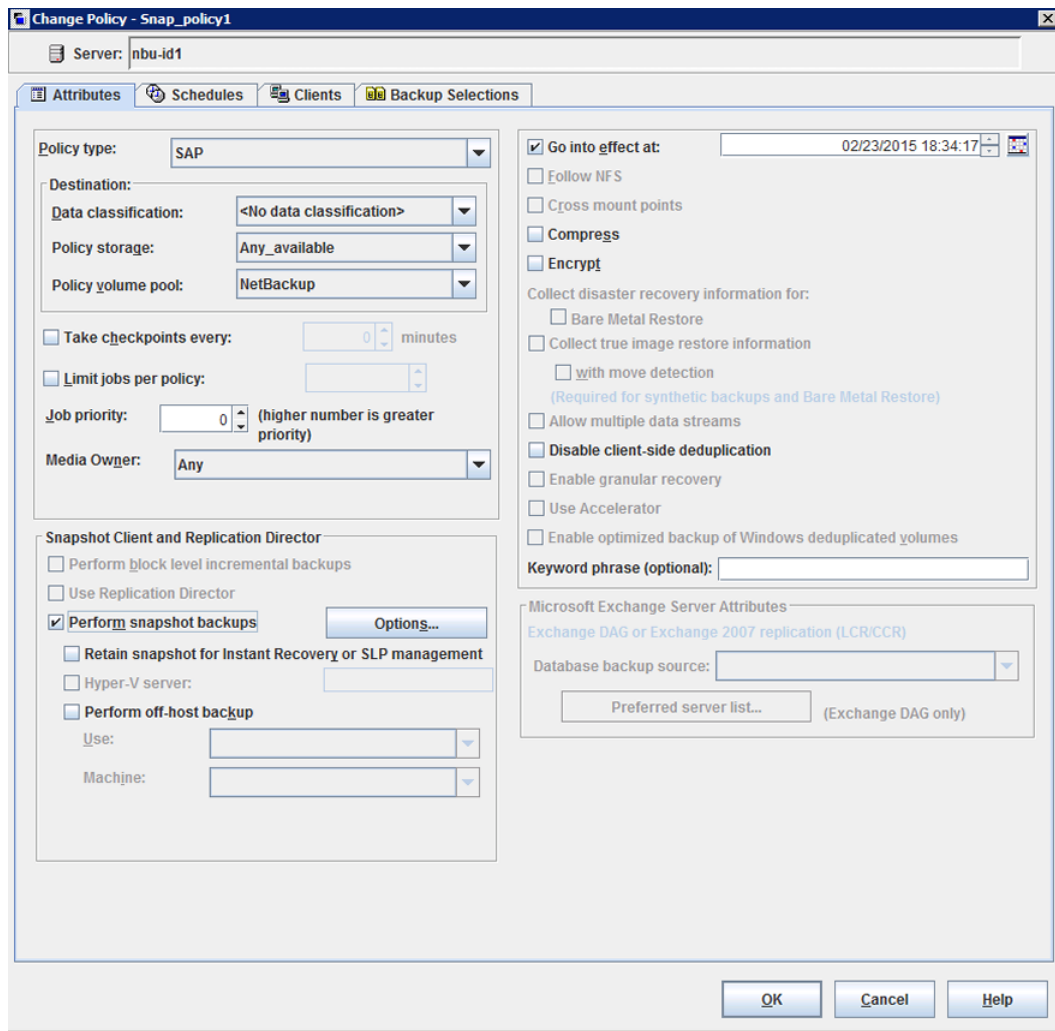 Change Policy - Snap_policy1
Server: nbu-id1
Attributes Schedules Clients Backup Selections
Policy type: SAP
Destination:
Data classification: <No data classification>
Policy storage: Any_available
Policy volume pool: NetBackup
Take checkpoints every: 0 minutes
Limit jobs per policy:
Job priority: 0 (higher number is greater
priority)
Media Owner: Any
Snapshot Client and Replication Director
Perform block level incremental backups
Use Replication Director
Perform snapshot backups Options...
Retain snapshot for Instant Recovery or SLP management
Hyper-V server:
Perform off-host backup
Use:
Machine:
Go into effect at: 02/23/2015 18:34:17
Follow NFS
Cross mount points
Compress
Encrypt
Collect disaster recovery information for:
Bare Metal Restore
Collect true image restore information
with move detection
(Required for synthetic backups and Bare Metal Restore)
Allow multiple data streams
Disable client-side deduplication
Enable granular recovery
Use Accelerator
Enable optimized backup of Windows deduplicated volumes
Keyword phrase (optional):
Microsoft Exchange Server Attributes
Exchange DAG or Exchange 2007 replication (LCR/CCR)
Database backup source:
Preferred server list... (Exchange DAG only)
OK Cancel Help